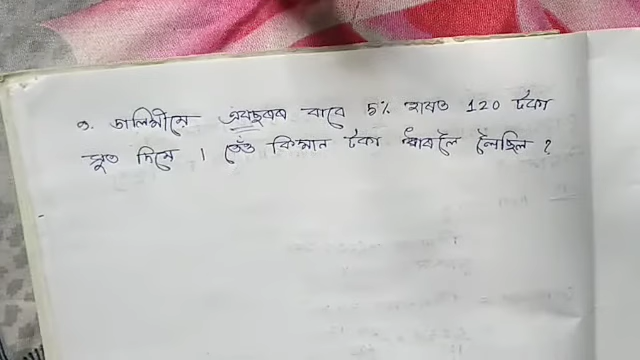 ৩. ডালিমীয়ে এবছৰৰ বাবে 5% হাৰত 120 টকা
সুত দিয়ে । তেওঁ কিমান টকা ধাৰলৈ লৈছিল ?